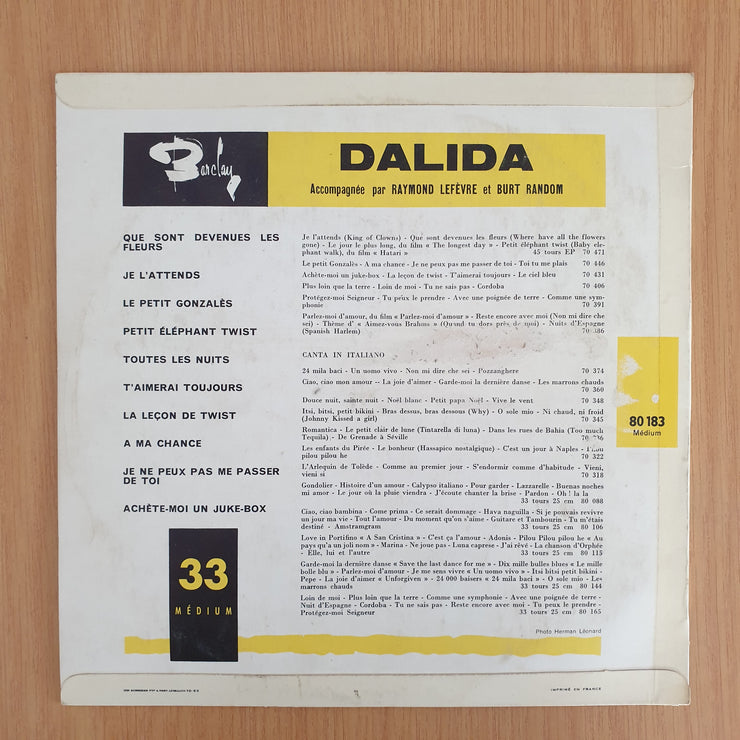 Barclay
DALIDA
Accompagnée par RAYMOND LEFÈVRE et BURT RANDOM
QUE SONT DEVENUES LES
FLEURS
JE L'ATTENDS
LE PETIT GONZALÈS
PETIT ÉLÉPHANT TWIST
TOUTES LES NUITS
T'AIMERAI TOUJOURS
LA LEÇON DE TWIST
A MA CHANCE
JE NE PEUX PAS ME PASSER
DE TOI
ACHÈTE-MOI UN JUKE-BOX
33
MÉDIUM
Je l'attends (King of Clowns) - Que sont devenues les fleurs (Where have all the flowers
gone) - Le jour le plus long, du film « The longest day » - Petit éléphant twist (Baby ele-
phant walk), du film « Hatari » 45 tours EP 70 471
Le petit Gonzalès - A ma chance - Je ne peux pas me passer de toi - Toi tu me plais 70 446
Achète-moi un juke-box - La leçon de twist - T'aimerai toujours - Le ciel bleu 70 431
Plus loin que la terre - Loin de moi - Tu ne sais pas - Cordoba 70 406
Protégez-moi Seigneur - Tu peux le prendre - Avec une poignée de terre - Comme une sym-
phonie 70 391
Parlez-moi d'amour, du film « Parlez-moi d'amour » - Reste encore avec moi (Non mi dire che
sei) - Thème d' « Aimez-vous Brahms » (Quand tu dors près de moi) - Nuits d'Espagne
(Spanish Harlem)
CANTA IN ITALIANO
24 mila baci - Un uomo vivo - Non mi dire che sei - Pozzanghere 70 374
Ciao, ciao mon amour -- La joie d'aimer - Garde-moi la dernière danse - Les marrons chauds
70 360
Douce nuit, sainte nuit - Noël blanc - Petit papa Noël - Vive le vent 70 348
Itsi, bitsi, petit bikini - Bras dessus, bras dessous (Why) - O sole mio - Ni chaud, ni froid
(Johnny Kissed a girl) 70 345
Romantica - Le petit clair de lune (Tintarella di luna) - Dans les rues de Bahia (Too much
Tequila) - De Grenade à Séville
Les enfants du Pirée - Le bonheur (Hassapico nostalgique) - C'est un jour à Naples - Pilou
pilou pilou he 70 322
L'Arlequin de Tolède - Comme au premier jour - S'endormir comme d'habitude - Vieni,
vieni si 70 318
Gondolier - Histoire d'un amour - Calypso italiano - Pour garder - Lazzarelle - Buenas noches
mi amor - Le jour où la pluie viendra - J'écoute chanter la brise - Pardon - Oh ! la la
33 tours 25 cm 80 088
Ciao, ciao bambina - Come prima - Ce serait dommage - Hava naguilla - Si je pouvais revivre
un jour ma vie - Tout l'amour - Du moment qu'on s'aime - Guitare et Tambourin - Tu m'étais
destiné - Amstramgram 33 tours 25 cm 80 106
Love in Portifino « A San Cristina » - C'est ça l'amour - Adonis - Pilou Pilou pilou he « Au
pays qu'a un joli nom » - Marina - Ne joue pas - Luna caprese - J'ai rêvé - La chanson d'Orphée
- Elle, lui et l'autre 33 tours 25 cm 80 115
Garde-moi la dernière danse « Save the last dance for me » - Dix mille bulles blues « Le mille
bolle blu » - Parlez-moi d'amour - Je me sens vivre « Un uomo vivo » - Itsi bitsi petit bikini -
Pepe - La joie d'aimer « Unforgiven » - 24 000 baisers « 24 mila baci » - O sole mio - Les
marrons chauds 33 tours 25 cm 80 144
Loin de moi - Plus loin que la terre - Comme une symphonie - Avec une poignée de terre -
Nuit d'Espagne - Cordoba - Tu ne sais pas - Reste encore avec moi - Tu peux le prendre -
Protégez-moi Seigneur 33 tours 25 cm 80 165
80 183
Médium
Photo Herman Léonard
IMPRIMÉ EN FRANCE